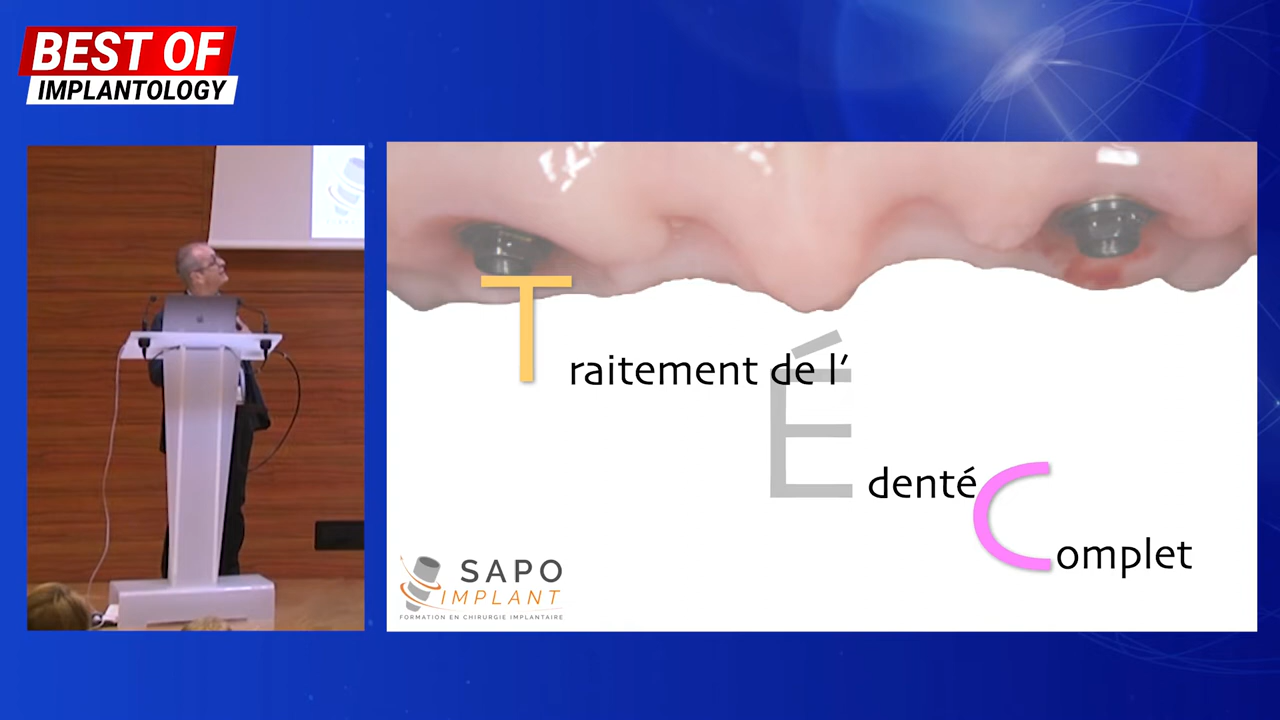 BEST OF
IMPLANTOLOGY
Traitement de l’
Édenté
Complet
SAPO
IMPLANT
FORMATION EN CHIRURGIE IMPLANTAIRE